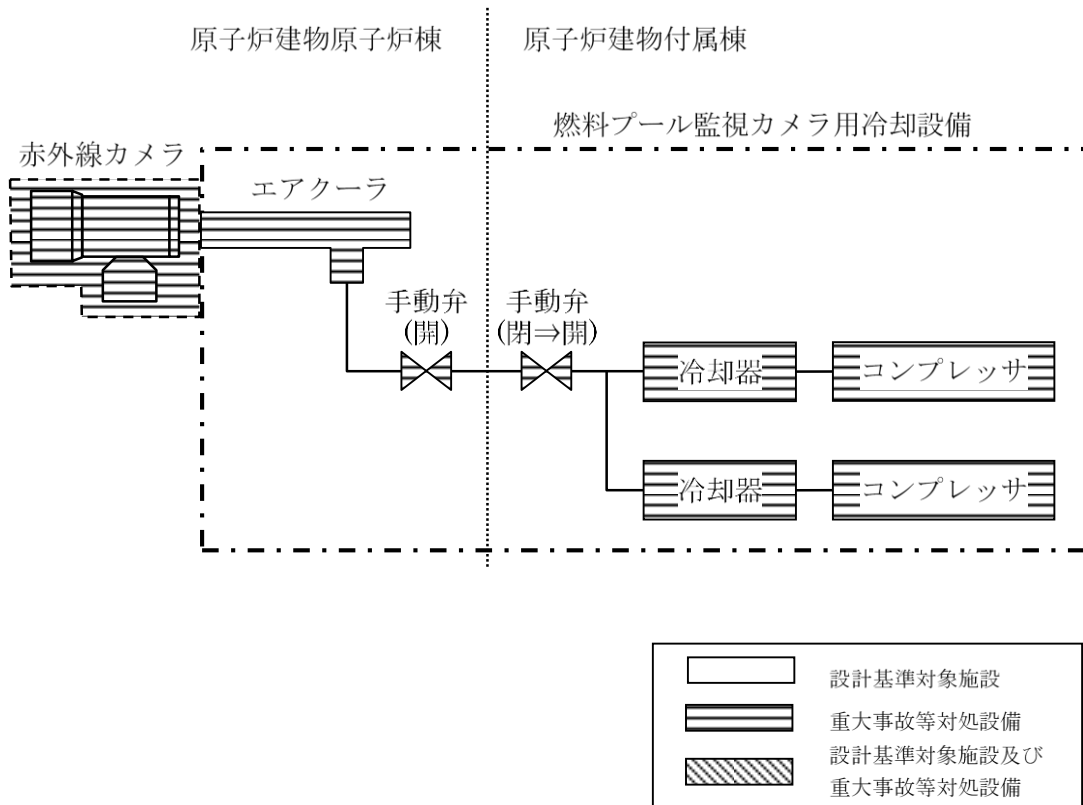 原子炉建物原子炉棟
原子炉建物付属棟
燃料プール監視カメラ用冷却設備
赤外線カメラ
エアクーラ
手動弁
(開)
手動弁
(閉⇒開)
冷却器
コンプレッサ
冷却器
コンプレッサ
設計基準対象施設
重大事故等対処設備
設計基準対象施設及び
重大事故等対処設備